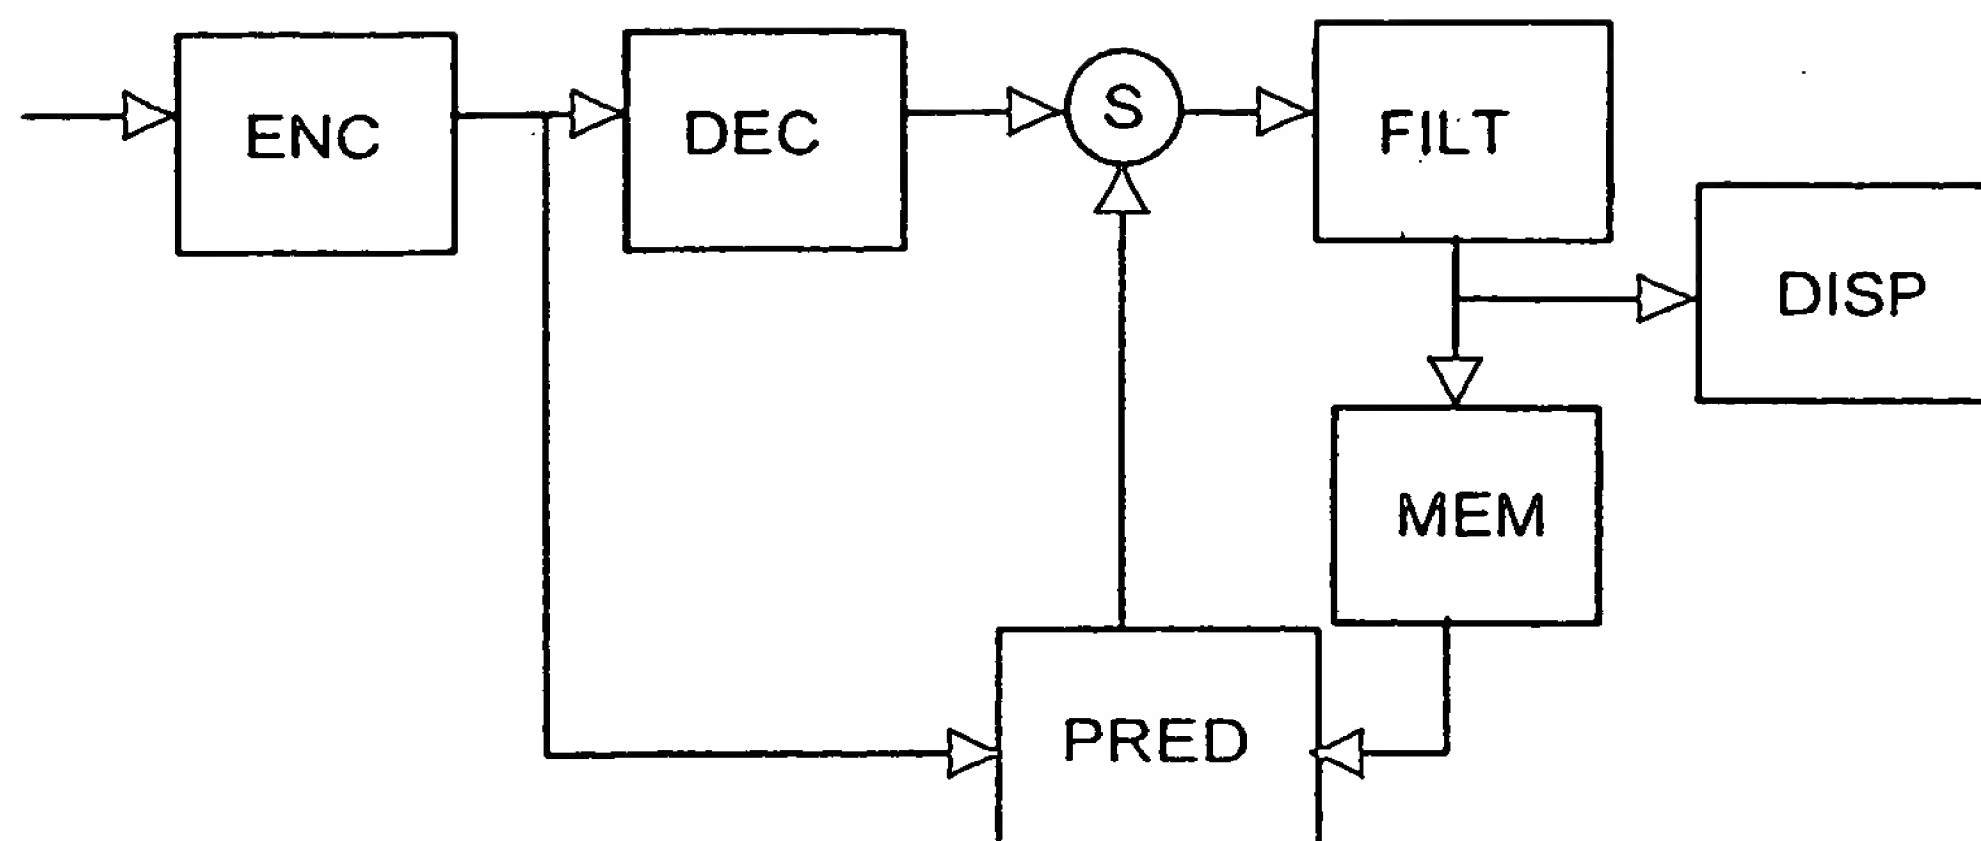 ENC
DEC
S
FILT
DISP
MEM
PRED